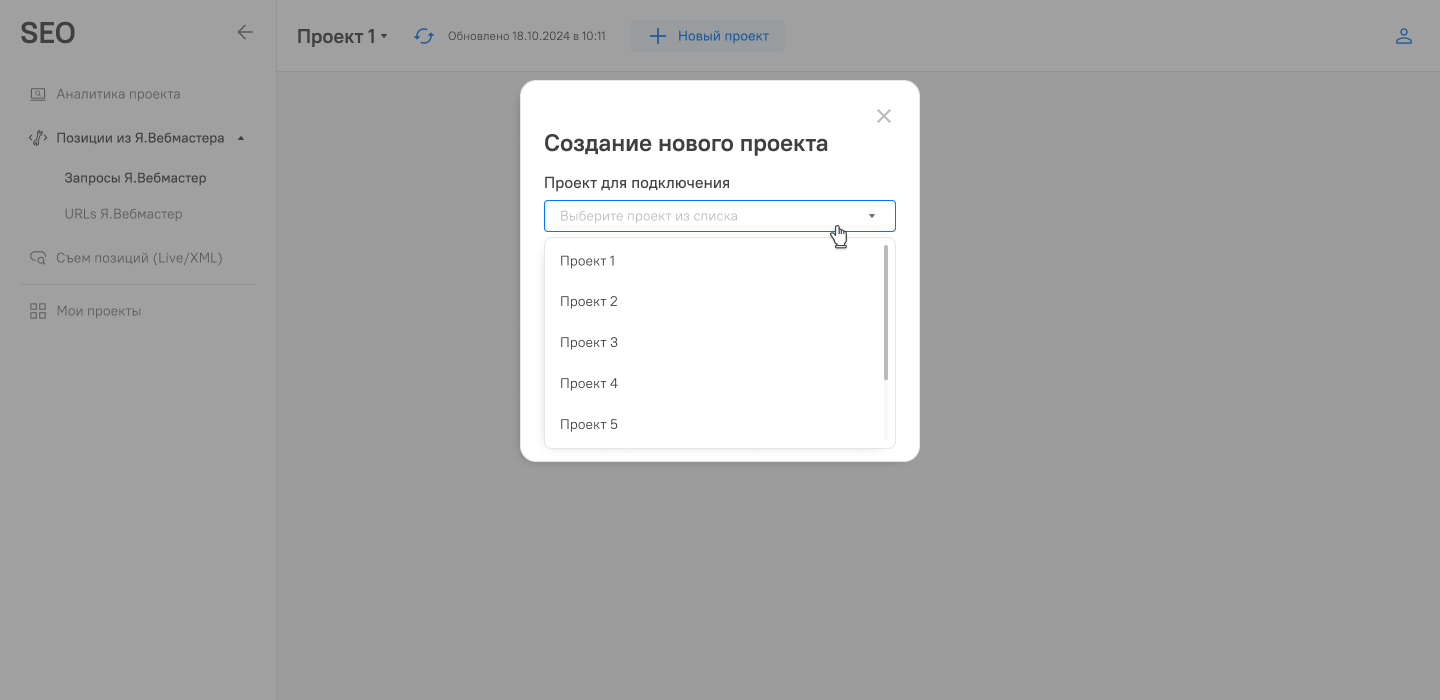 SEO
Аналитика проекта
Позиции из Я.Вебмастера
Запросы Я.Вебмастер
URLs Я.Вебмастер
Съем позиций (Live/XML)
Мои проекты
Проект 1
Обновлено 18.10.2024 в 10:11
Новый проект
Создание нового проекта
Проект для подключения
Выберите проект из списка
Проект 1
Проект 2
Проект 3
Проект 4
Проект 5